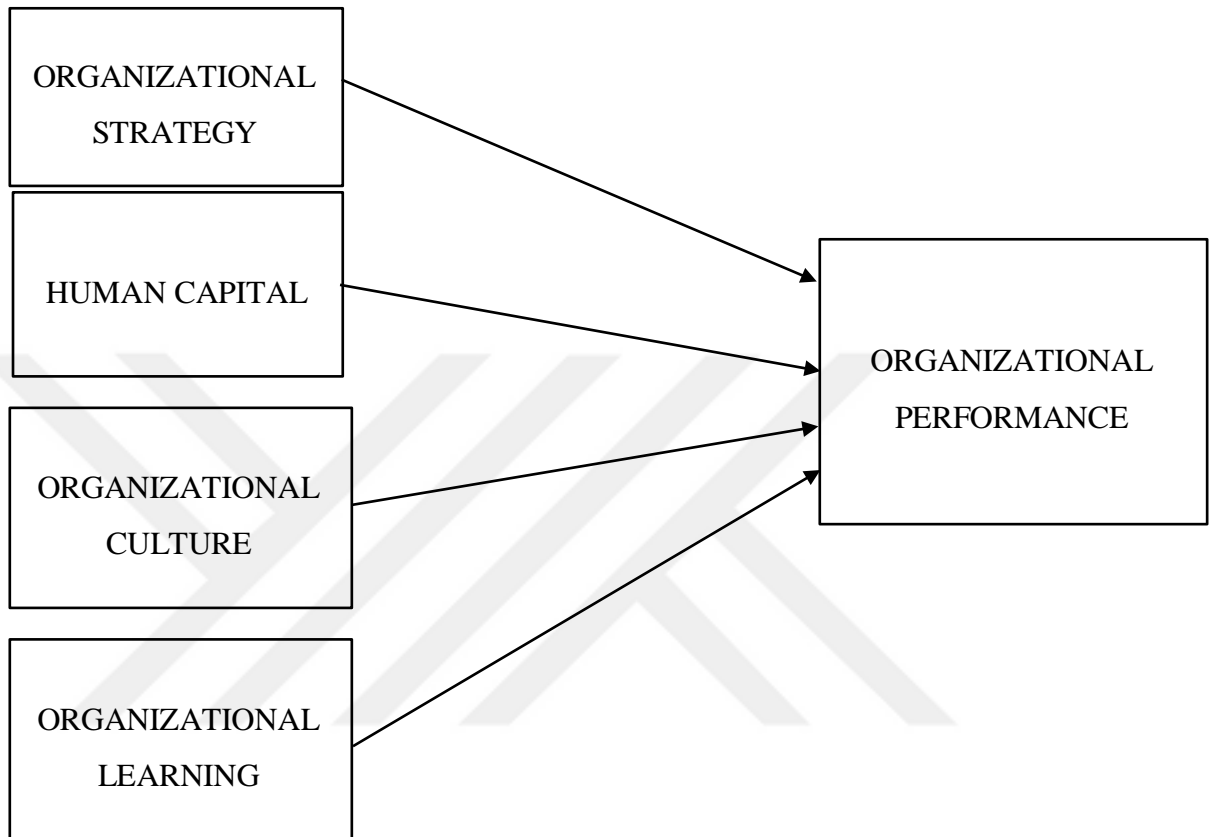 ORGANIZATIONAL
STRATEGY
HUMAN CAPITAL
ORGANIZATIONAL
CULTURE
ORGANIZATIONAL
LEARNING
ORGANIZATIONAL
PERFORMANCE